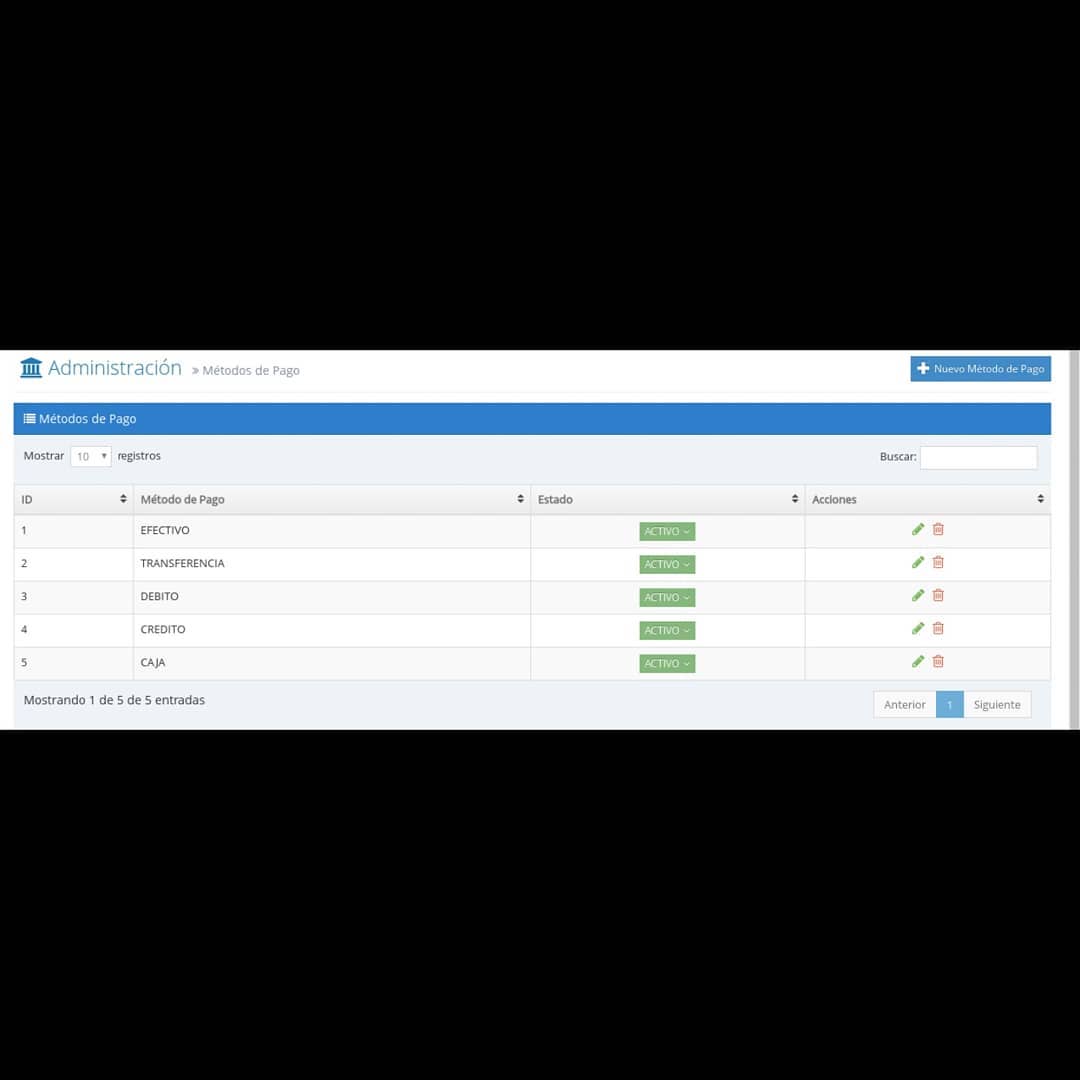 Administración » Métodos de Pago Nuevo Método de Pago
Métodos de Pago
Mostrar 10 registros Buscar:
ID Método de Pago Estado Acciones
1 EFECTIVO ACTIVO
2 TRANSFERENCIA ACTIVO
3 DEBITO ACTIVO
4 CREDITO ACTIVO
5 CAJA ACTIVO
Mostrando 1 de 5 de 5 entradas Anterior 1 Siguiente